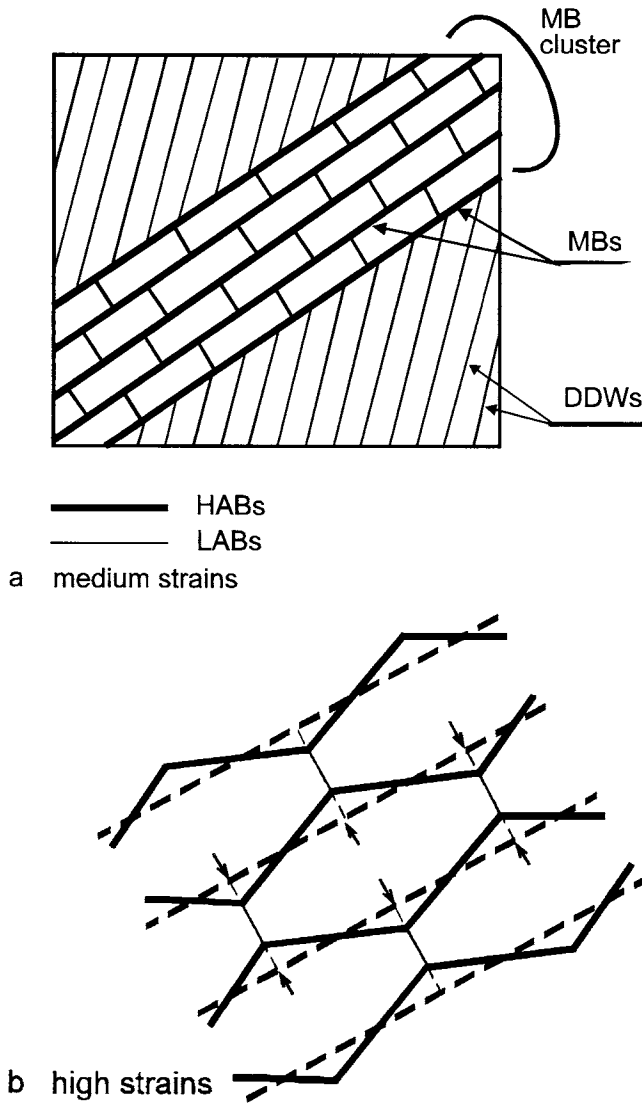 MB
cluster
MBs
DDWs
HABs
LABs
a medium strains
b high strains